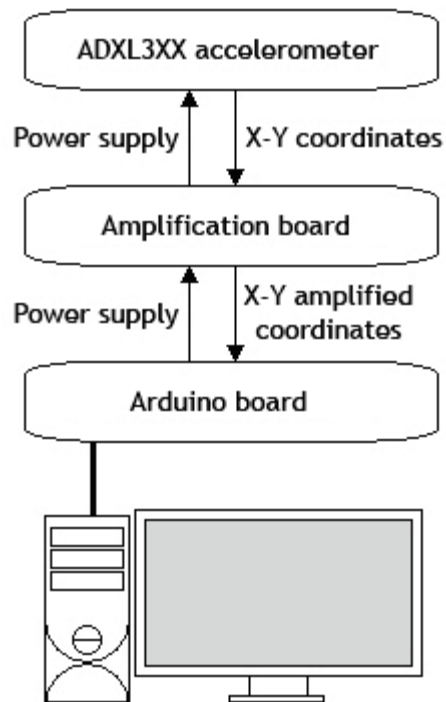 ADXL3XX accelerometer
Power supply
X-Y coordinates
Amplification board
Power supply
X-Y amplified
coordinates
Arduino board